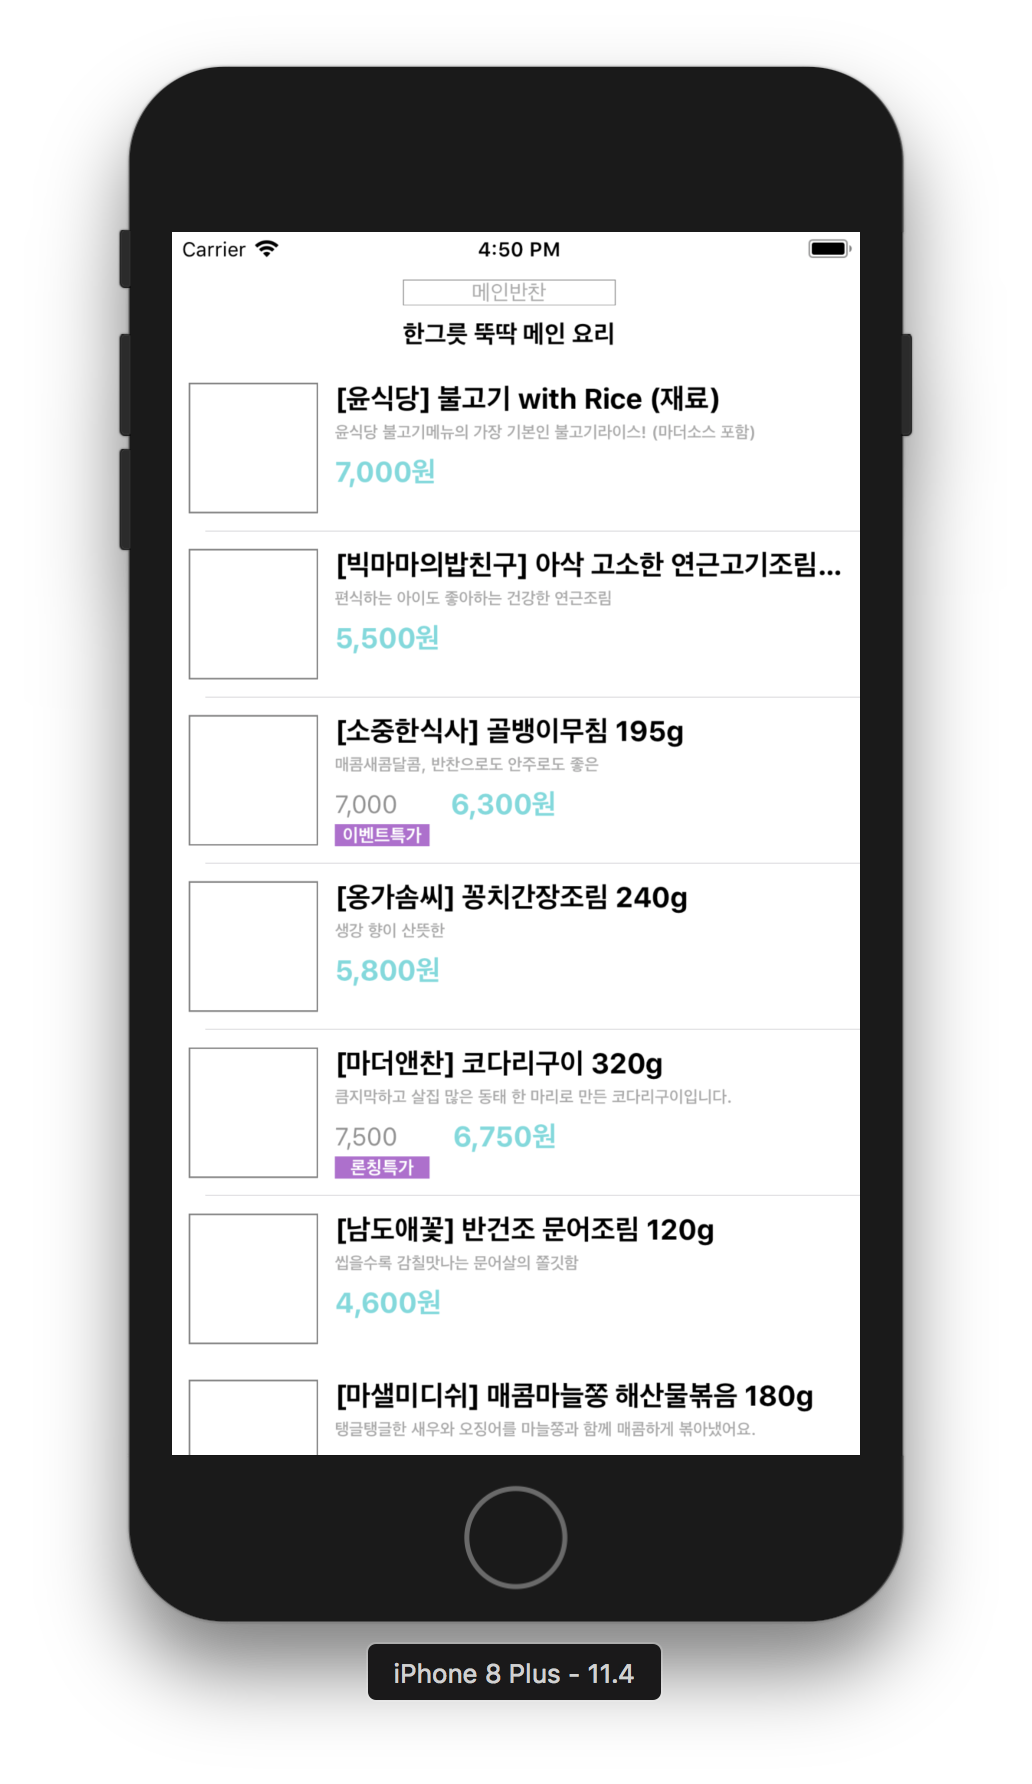 Carrier 4:50 PM
메인반찬
한그릇 뚝딱 메인 요리
[윤식당] 불고기 with Rice (재료)
윤식당 불고기메뉴의 가장 기본인 불고기라이스! (마더소스 포함)
7,000원
[빅마마의밥친구] 아삭 고소한 연근고기조림...
편식하는 아이도 좋아하는 건강한 연근조림
5,500원
[소중한식사] 골뱅이무침 195g
매콤새콤달콤, 반찬으로도 안주로도 좋은
7,000 6,300원
이벤트특가
[옹가솜씨] 꽁치간장조림 240g
생강 향이 산뜻한
5,800원
[마더앤찬] 코다리구이 320g
큼지막하고 살집 많은 동태 한 마리로 만든 코다리구이입니다.
7,500 6,750원
론칭특가
[남도애꽃] 반건조 문어조림 120g
씹을수록 감칠맛나는 문어살의 쫄깃함
4,600원
[마샐미디쉬] 매콤마늘쫑 해산물볶음 180g
탱글탱글한 새우와 오징어를 마늘쫑과 함께 매콤하게 볶아냈어요.
iPhone 8 Plus - 11.4